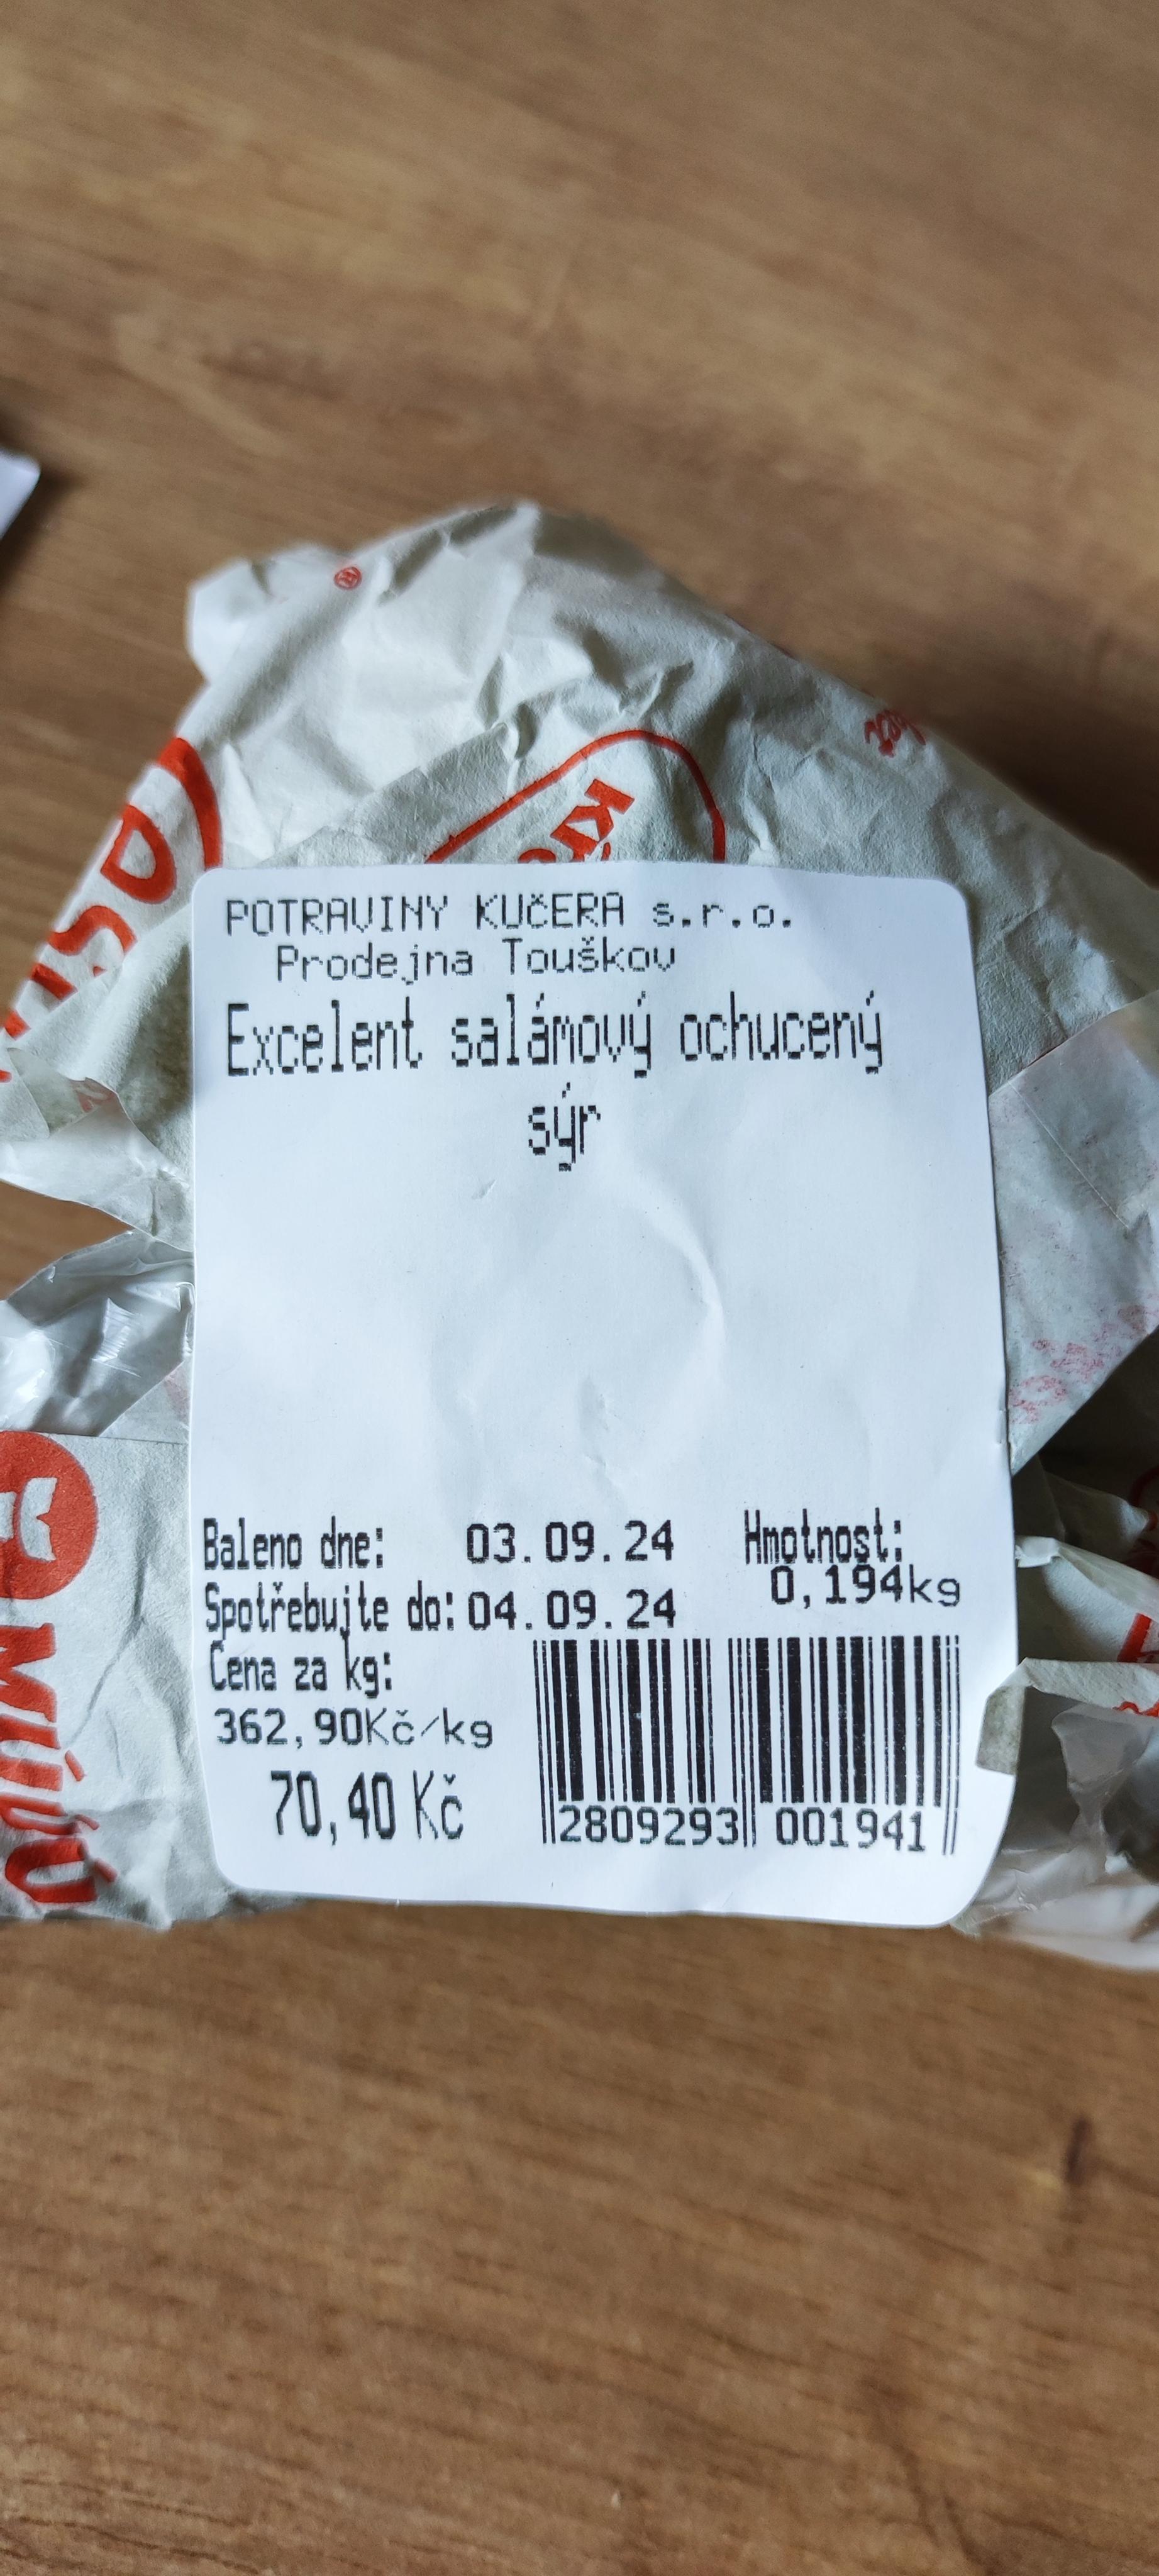 ®
POTRAVINY KUČERA s.r.o.
Prodejna Touškov
Excelent salámový ochucený
sýr
Baleno dne: 03.09.24
Hmotnost:
0,194kg
Spotřebujte do: 04.09.24
Cena za kg:
362,90Kč/kg
70,40 Kč
2809293 001941